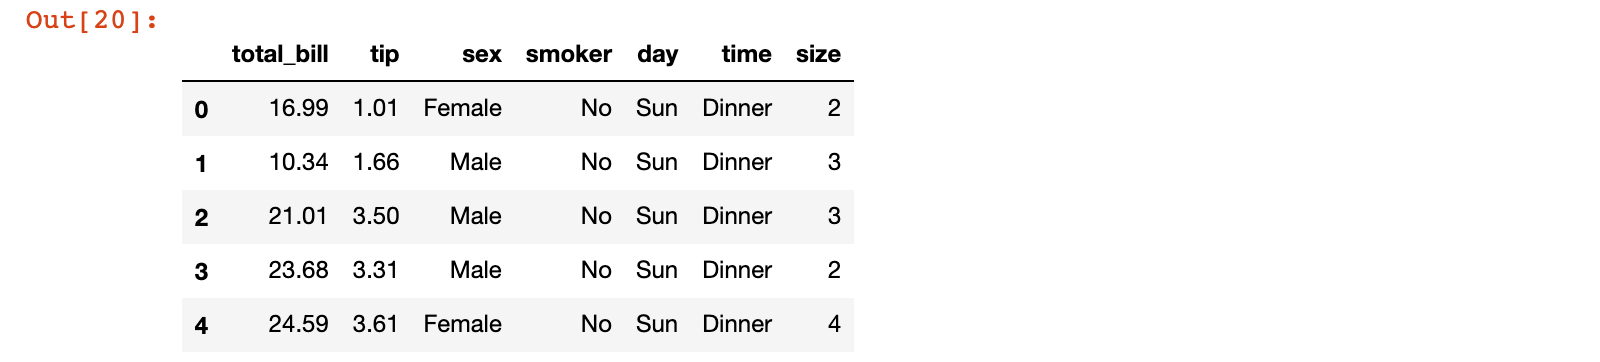 Out[20]:
total_bill tip sex smoker day time size
0 16.99 1.01 Female No Sun Dinner 2
1 10.34 1.66 Male No Sun Dinner 3
2 21.01 3.50 Male No Sun Dinner 3
3 23.68 3.31 Male No Sun Dinner 2
4 24.59 3.61 Female No Sun Dinner 4